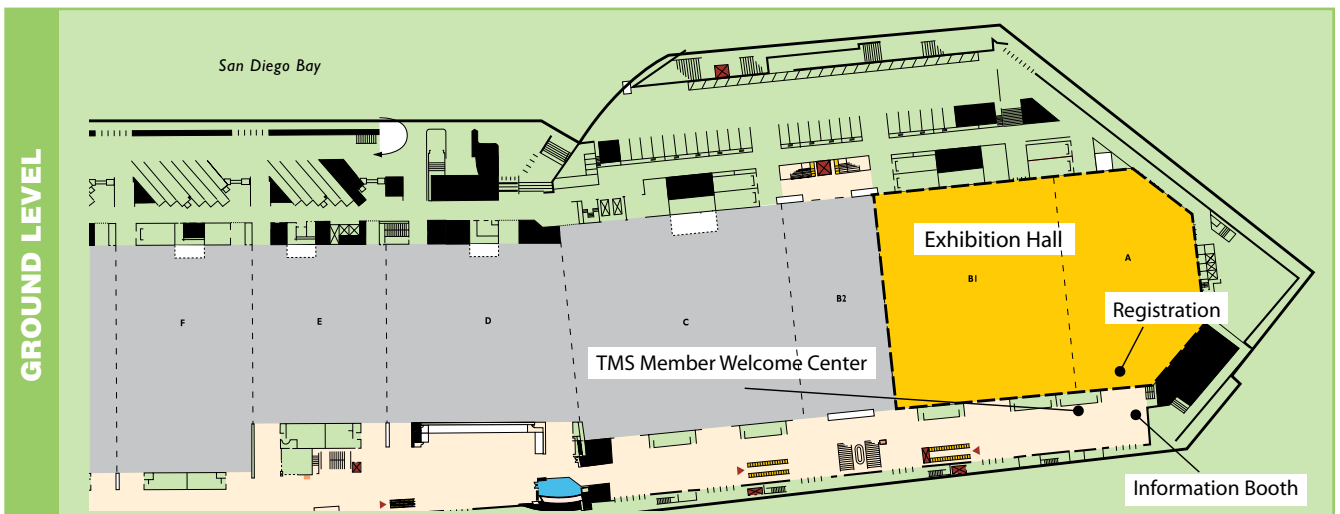 GROUND LEVEL
San Diego Bay
Exhibition Hall
A
B1
Registration
B2
F
E
D
C
TMS Member Welcome Center
Information Booth